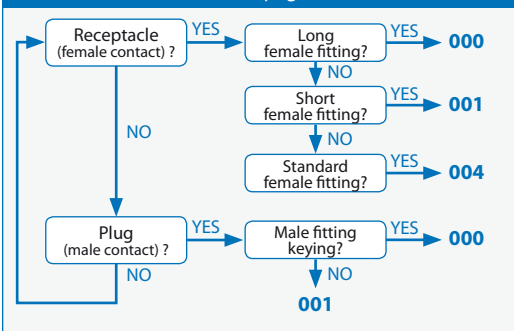 Receptacle
(female contact) ?
YES
Long
female fitting?
YES
000
NO
Short
female fitting?
YES
001
NO
NO
Standard
female fitting?
YES
004
Plug
(male contact) ?
YES
Male fitting
keying?
YES
000
NO
NO
001